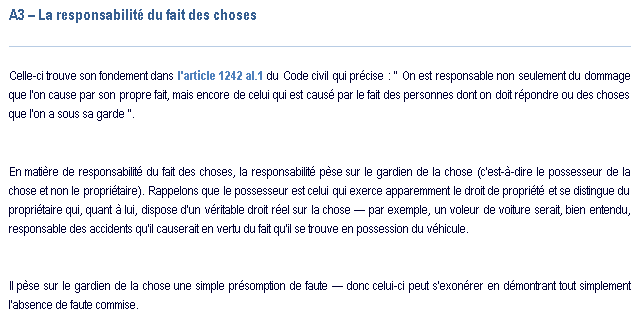 A3 – La responsabilité du fait des choses
Celle-ci trouve son fondement dans l'article 1242 al.1 du Code civil qui précise : " On est responsable non seulement du dommage
que l'on cause par son propre fait, mais encore de celui qui est causé par le fait des personnes dont on doit répondre ou des choses
que l'on a sous sa garde ".
En matière de responsabilité du fait des choses, la responsabilité pèse sur le gardien de la chose (c'est-à-dire le possesseur de la
chose et non le propriétaire). Rappelons que le possesseur est celui qui exerce apparemment le droit de propriété et se distingue du
propriétaire qui, quant à lui, dispose d'un véritable droit réel sur la chose — par exemple, un voleur de voiture serait, bien entendu,
responsable des accidents qu'il causerait en vertu du fait qu'il se trouve en possession du véhicule.
Il pèse sur le gardien de la chose une simple présomption de faute — donc celui-ci peut s'exonérer en démontrant tout simplement
l'absence de faute commise.